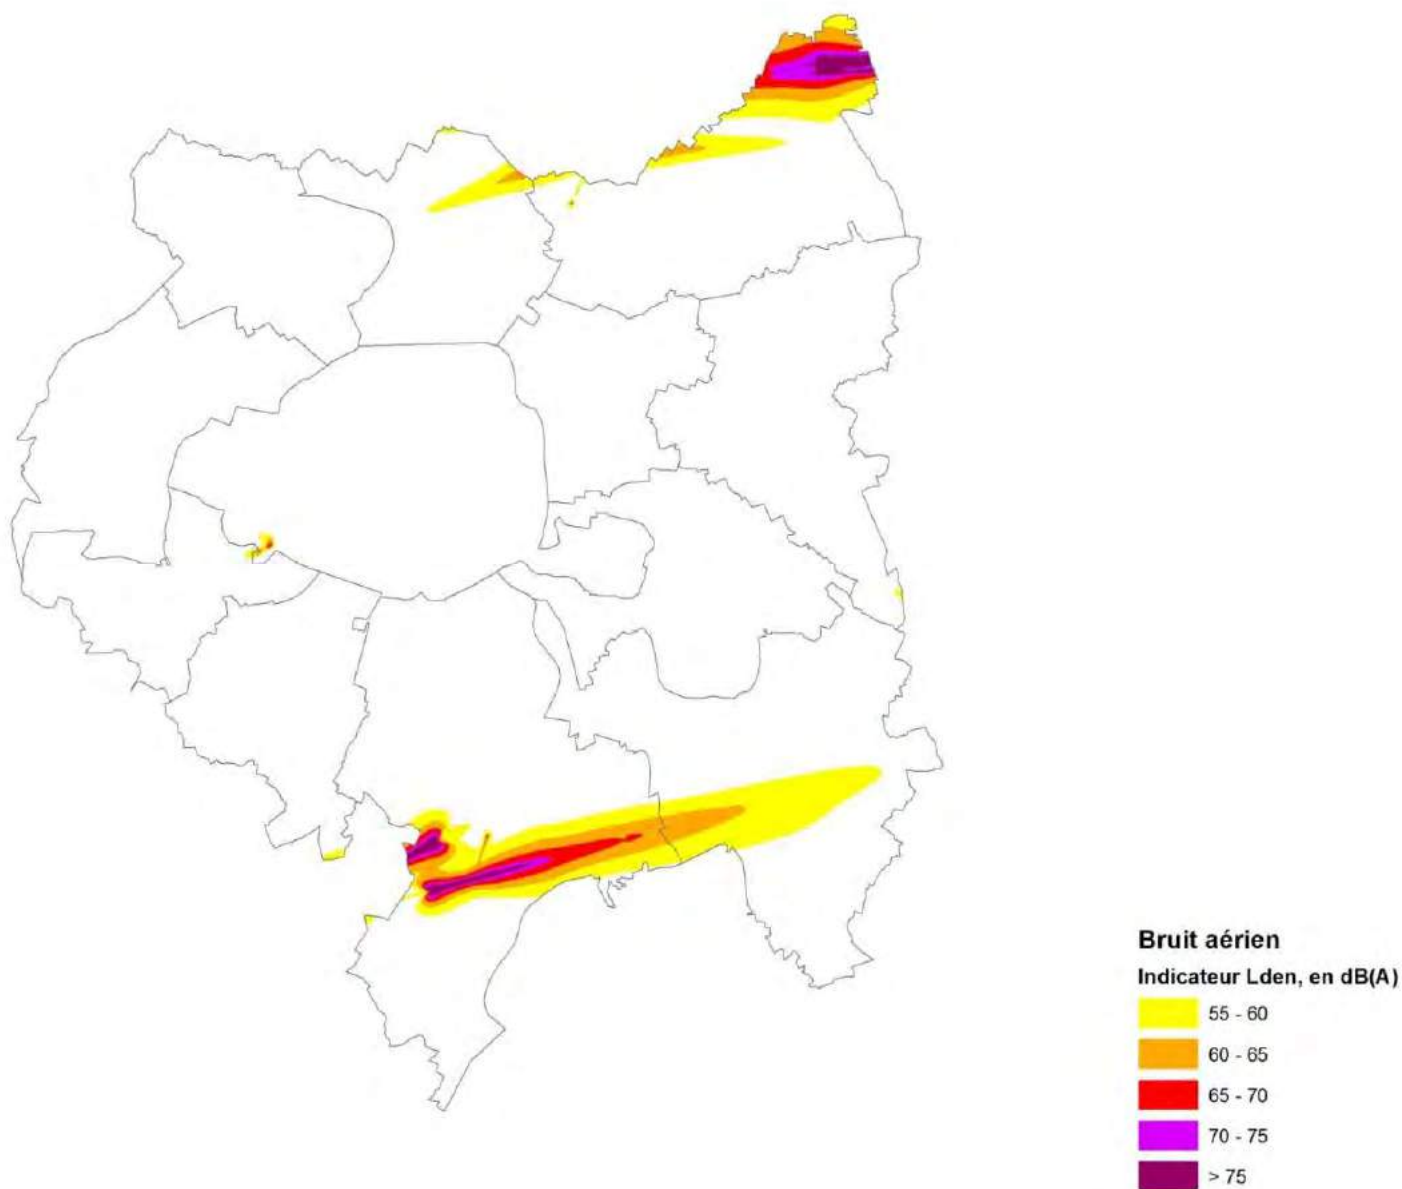 Bruit aérien
Indicateur Lden, en dB(A)
55 - 60
60 - 65
65 - 70
70 - 75
> 75